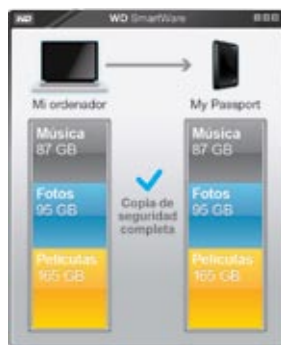 WD WD SmartWare
Mi ordenador
My Passport
Música
87 GB
Fotos
95 GB
Películas
165 GB
Copia de
seguridad
completa
Música
87 GB
Fotos
95 GB
Películas
165 GB